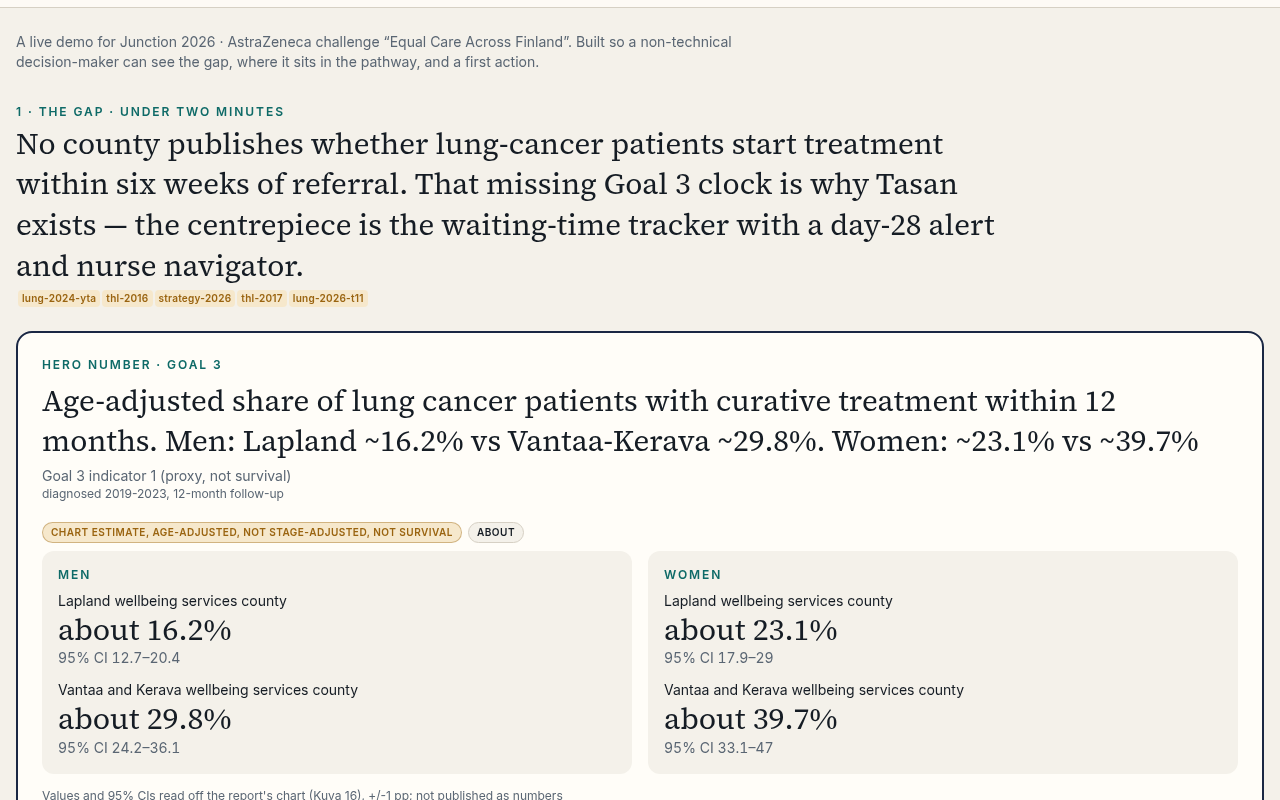 A live demo for Junction 2026 · AstraZeneca challenge “Equal Care Across Finland”. Built so a non-technical
decision-maker can see the gap, where it sits in the pathway, and a first action.
1 · THE GAP · UNDER TWO MINUTES
No county publishes whether lung-cancer patients start treatment
within six weeks of referral. That missing Goal 3 clock is why Tasan
exists — the centrepiece is the waiting-time tracker with a day-28 alert
and nurse navigator.
lung-2024-yta thl-2016 strategy-2026 thl-2017 lung-2026-t11
HERO NUMBER · GOAL 3
Age-adjusted share of lung cancer patients with curative treatment within 12
months. Men: Lapland ~16.2% vs Vantaa-Kerava ~29.8%. Women: ~23.1% vs ~39.7%
Goal 3 indicator 1 (proxy, not survival)
diagnosed 2019-2023, 12-month follow-up
CHART ESTIMATE, AGE-ADJUSTED, NOT STAGE-ADJUSTED, NOT SURVIVAL ABOUT
MEN
Lapland wellbeing services county
about 16.2%
95% CI 12.7–20.4
Vantaa and Kerava wellbeing services county
about 29.8%
95% CI 24.2–36.1
WOMEN
Lapland wellbeing services county
about 23.1%
95% CI 17.9–29
Vantaa and Kerava wellbeing services county
about 39.7%
95% CI 33.1–47
Values and 95% CIs read off the report's chart (Kuva 16), +/-1 pp; not published as numbers